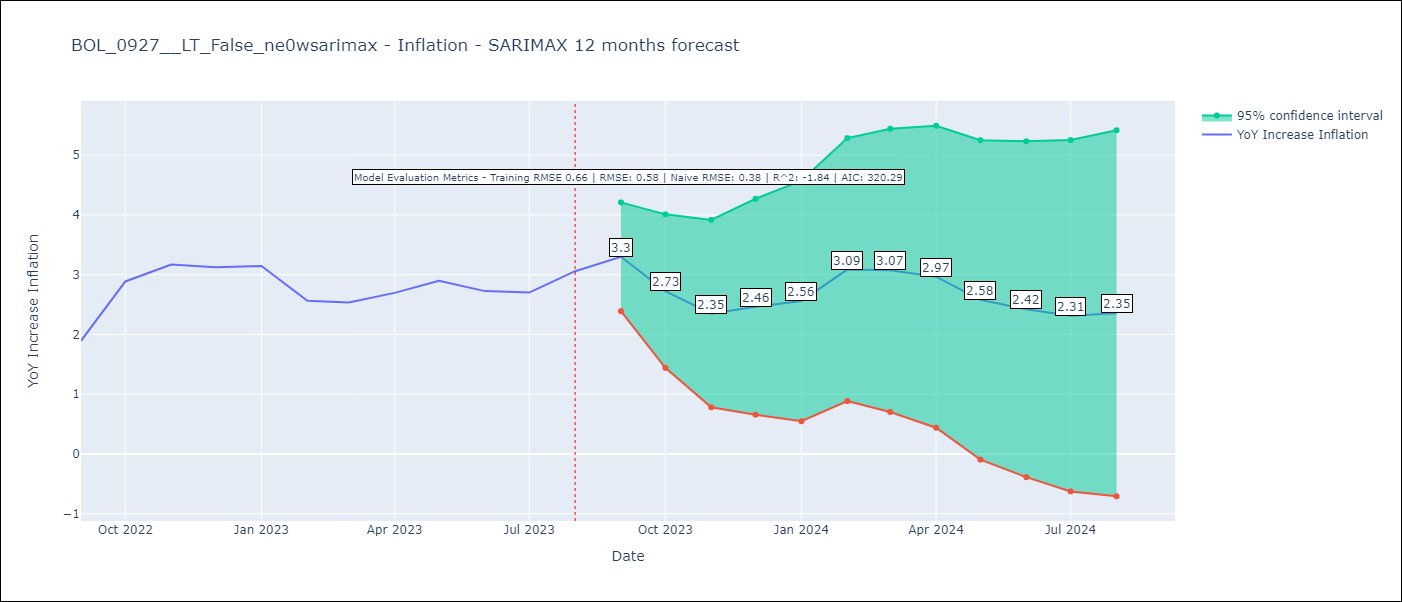 BOL_0927__LT_False_ne0wsarimax - Inflation - SARIMAX 12 months forecast
95% confidence interval
YoY Increase Inflation
Model Evaluation Metrics - Training RMSE 0.66 | RMSE: 0.58 | Naive RMSE: 0.38 | R^2: -1.84 | AIC: 320.29
YoY Increase Inflation
5
4
3
2
1
0
−1
3.3
2.73
2.35
2.46
2.56
3.09
3.07
2.97
2.58
2.42
2.31
2.35
Oct 2022
Jan 2023
Apr 2023
Jul 2023
Oct 2023
Jan 2024
Apr 2024
Jul 2024
Date